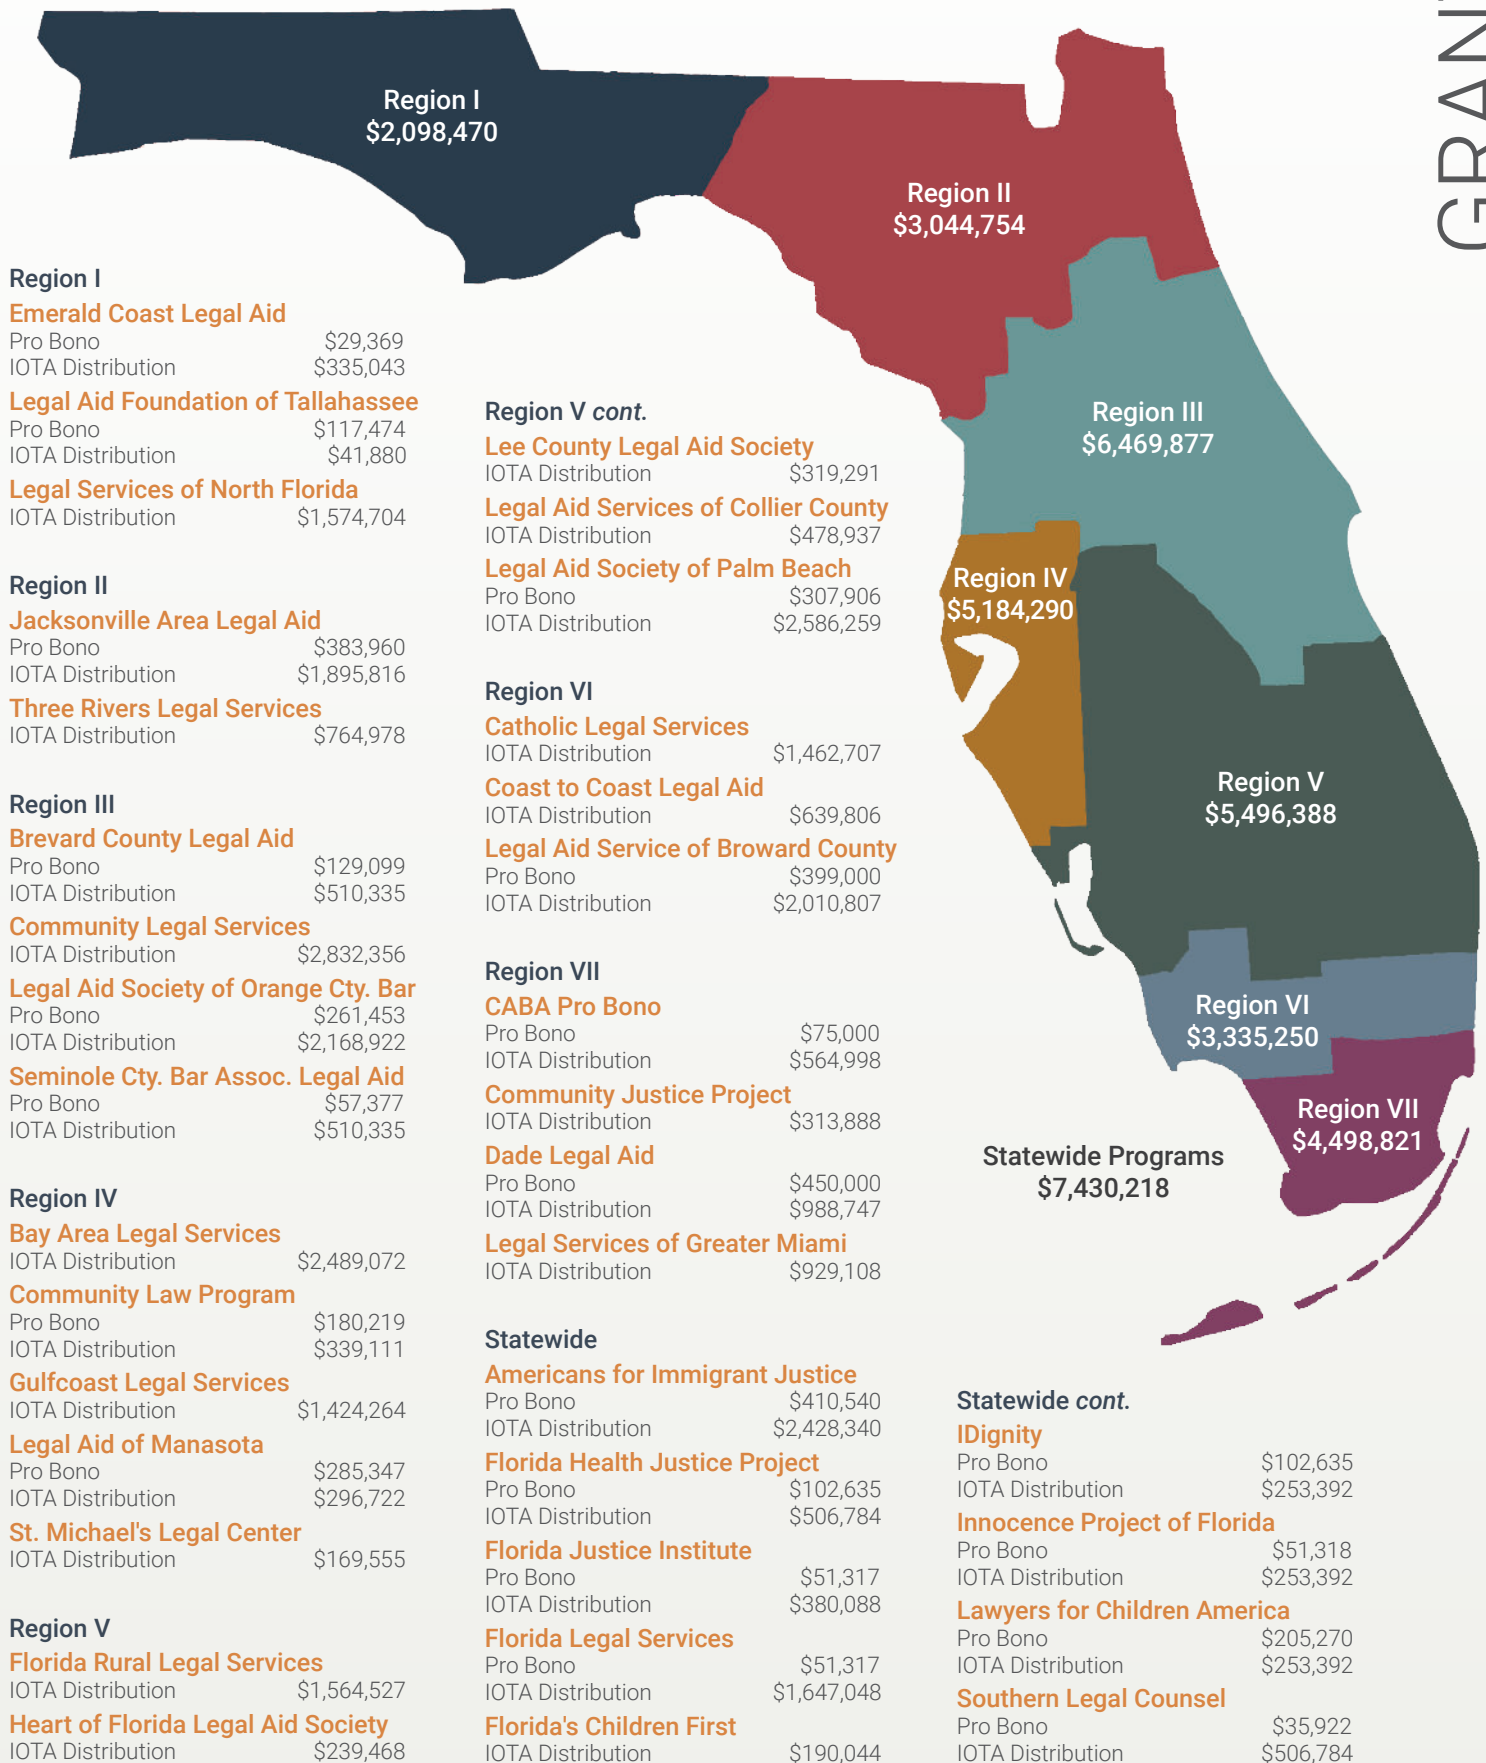 GRAN
Region I
$2,098,470
Region II
$3,044,754
Region III
$6,469,877
Region IV
$5,184,290
Region V
$5,496,388
Region VI
$3,335,250
Region VII
$4,498,821
Statewide Programs
$7,430,218
Region I
Emerald Coast Legal Aid
Pro Bono $29,369
IOTA Distribution $335,043
Legal Aid Foundation of Tallahassee
Pro Bono $117,474
IOTA Distribution $41,880
Legal Services of North Florida
IOTA Distribution $1,574,704
Region II
Jacksonville Area Legal Aid
Pro Bono $383,960
IOTA Distribution $1,895,816
Three Rivers Legal Services
IOTA Distribution $764,978
Region III
Brevard County Legal Aid
Pro Bono $129,099
IOTA Distribution $510,335
Community Legal Services
IOTA Distribution $2,832,356
Legal Aid Society of Orange Cty. Bar
Pro Bono $261,453
IOTA Distribution $2,168,922
Seminole Cty. Bar Assoc. Legal Aid
Pro Bono $57,377
IOTA Distribution $510,335
Region IV
Bay Area Legal Services
IOTA Distribution $2,489,072
Community Law Program
Pro Bono $180,219
IOTA Distribution $339,111
Gulfcoast Legal Services
IOTA Distribution $1,424,264
Legal Aid of Manasota
Pro Bono $285,347
IOTA Distribution $296,722
St. Michael's Legal Center
IOTA Distribution $169,555
Region V
Florida Rural Legal Services
IOTA Distribution $1,564,527
Heart of Florida Legal Aid Society
IOTA Distribution $239,468
Region V cont.
Lee County Legal Aid Society
IOTA Distribution $319,291
Legal Aid Services of Collier County
IOTA Distribution $478,937
Legal Aid Society of Palm Beach
Pro Bono $307,906
IOTA Distribution $2,586,259
Region VI
Catholic Legal Services
IOTA Distribution $1,462,707
Coast to Coast Legal Aid
IOTA Distribution $639,806
Legal Aid Service of Broward County
Pro Bono $399,000
IOTA Distribution $2,010,807
Region VII
CABA Pro Bono
Pro Bono $75,000
IOTA Distribution $564,998
Community Justice Project
IOTA Distribution $313,888
Dade Legal Aid
Pro Bono $450,000
IOTA Distribution $988,747
Legal Services of Greater Miami
IOTA Distribution $929,108
Statewide
Americans for Immigrant Justice
Pro Bono $410,540
IOTA Distribution $2,428,340
Florida Health Justice Project
Pro Bono $102,635
IOTA Distribution $506,784
Florida Justice Institute
Pro Bono $51,317
IOTA Distribution $380,088
Florida Legal Services
Pro Bono $51,317
IOTA Distribution $1,647,048
Florida's Children First
IOTA Distribution $190,044
Statewide cont.
IDignity
Pro Bono $102,635
IOTA Distribution $253,392
Innocence Project of Florida
Pro Bono $51,318
IOTA Distribution $253,392
Lawyers for Children America
Pro Bono $205,270
IOTA Distribution $253,392
Southern Legal Counsel
Pro Bono $35,922
IOTA Distribution $506,784